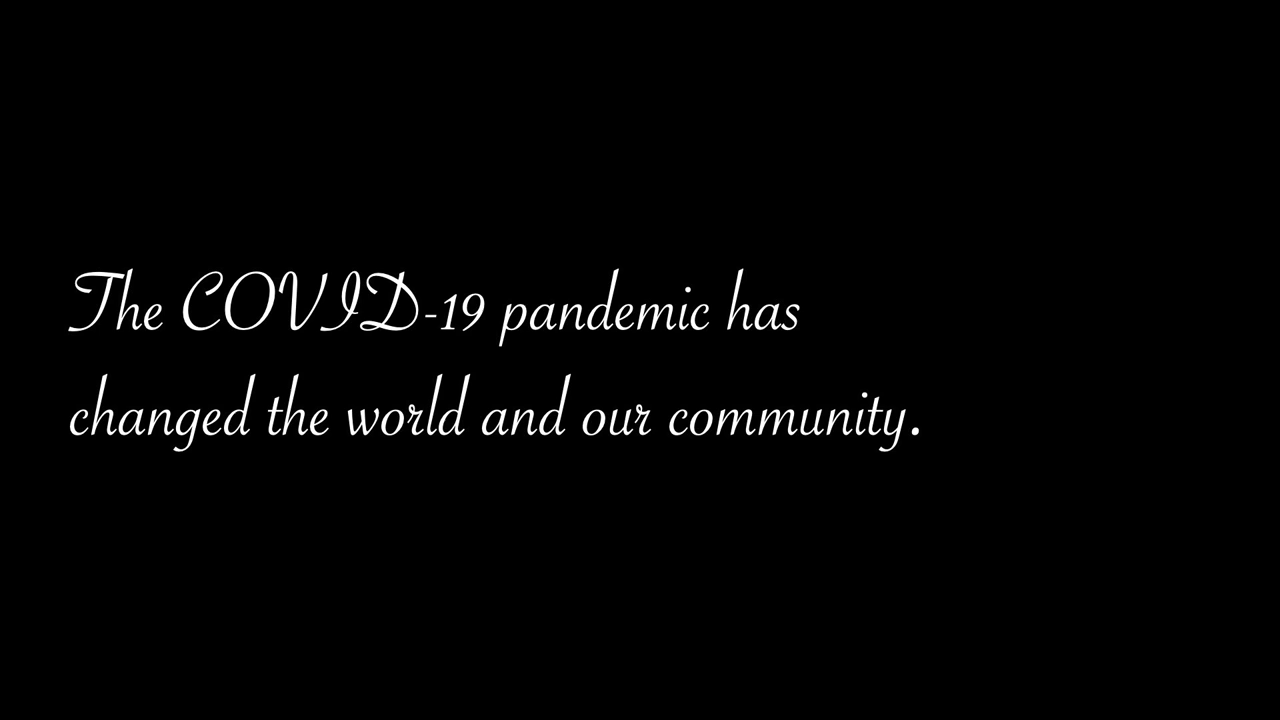 The COVID-19 pandemic has
changed the world and our community.